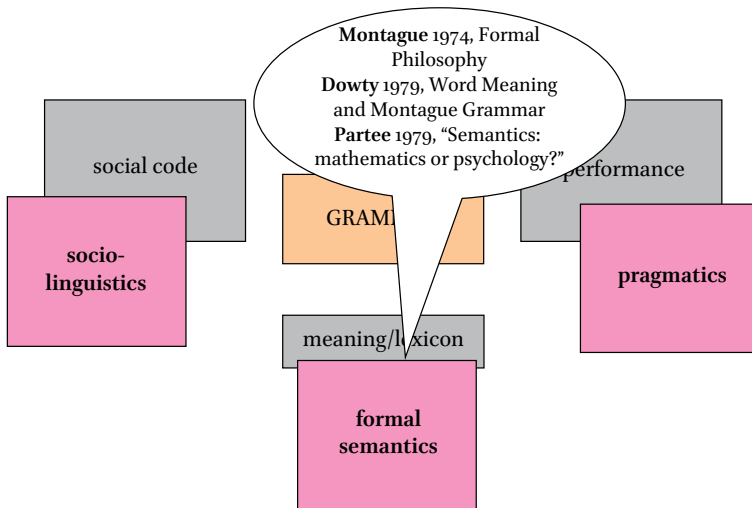 Montague 1974, Formal
Philosophy
Dowty 1979, Word Meaning
and Montague Grammar
Partee 1979, “Semantics:
mathematics or psychology?”
social code
performance
socio-
linguistics
pragmatics
meaning/lexicon
formal
semantics